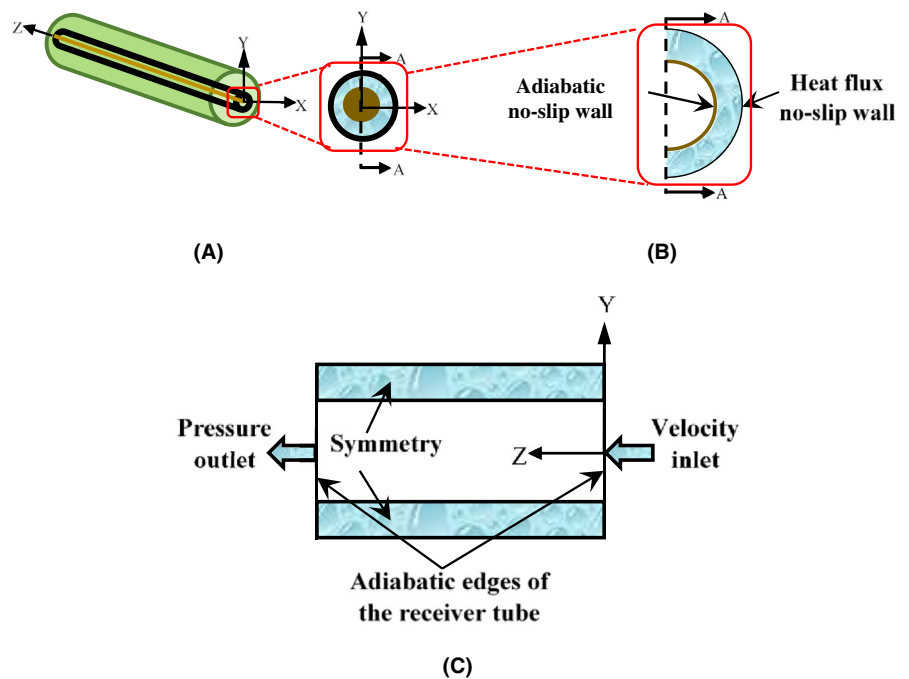 Z
Y
X
Y
A
X
A
(A)
A
Adiabatic
no-slip wall
Heat flux
no-slip wall
A
(B)
Y
Pressure
outlet
Symmetry
Z
Velocity
inlet
Adiabatic edges of
the receiver tube
(C)